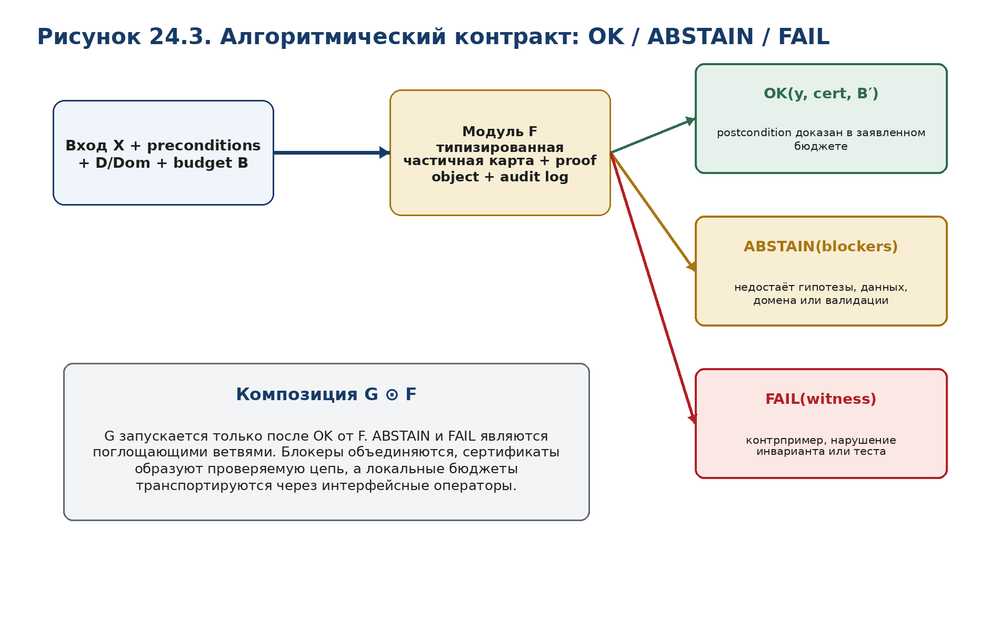 Рисунок 24.3. Алгоритмический контракт: OK / ABSTAIN / FAIL
Вход X + preconditions
+ D/Dom + budget B
Модуль F
типизированная
частичная карта + proof
object + audit log
OK(y, cert, B′)
postcondition доказан в заявленном
бюджете
ABSTAIN(blockers)
недостаёт гипотезы, данных,
домена или валидации
FAIL(witness)
контрпример, нарушение
инварианта или теста
Композиция G ⊙ F
G запускается только после OK от F. ABSTAIN и FAIL являются
поглощающими ветвями. Блокеры объединяются, сертификаты
образуют проверяемую цепь, а локальные бюджеты
транспортируются через интерфейсные операторы.